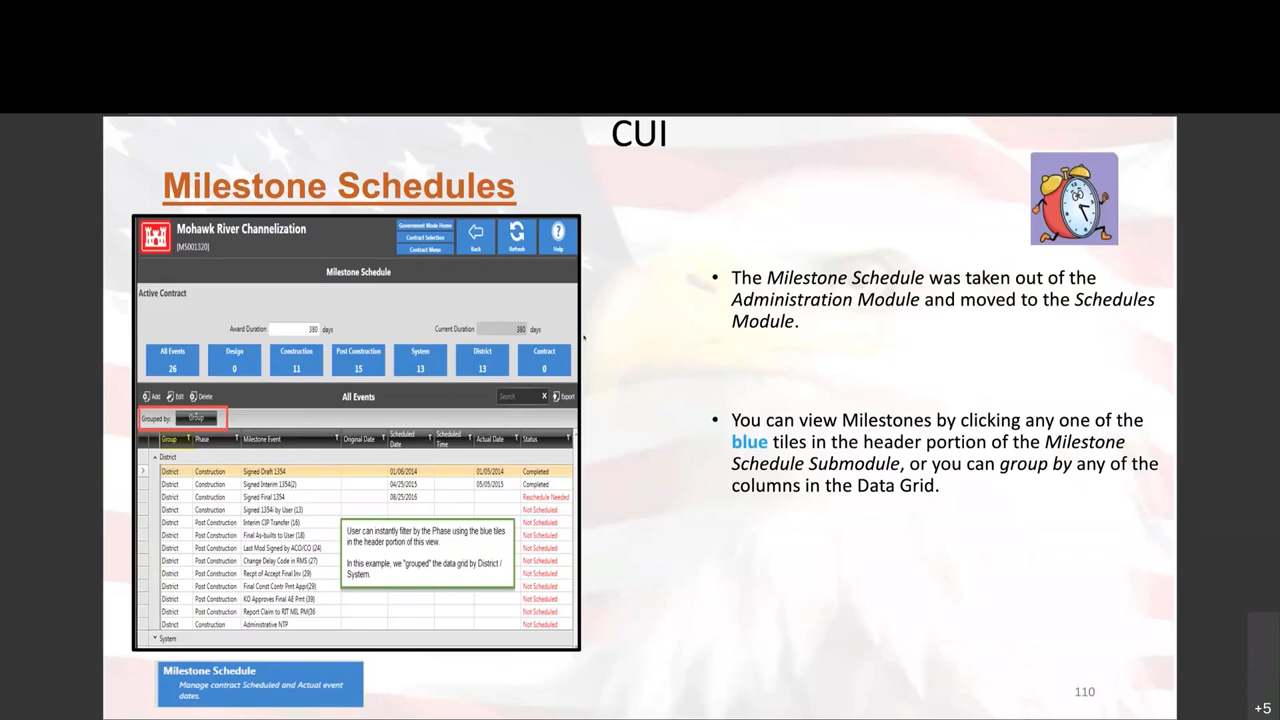 CUI
Milestone Schedules
Mohawk River Channelization
[MS001320]
Government Mode Home
Contract Selection
Contract Menu
Back
Refresh
Help
Milestone Schedule
Active Contract
Award Duration 380 days
Current Duration 380 days
All Events 26
Design 0
Construction 11
Post Construction 15
System 13
District 13
Contract 0
Add Edit Delete
All Events
Search X Export
Grouped by: Group
Group Phase Milestone Event Original Date Scheduled Date Scheduled Time Actual Date Status
District
District Construction Signed Draft 1354 01/06/2014 01/05/2014 Completed
District Construction Signed Interim 1354(2) 04/25/2015 05/05/2015 Completed
District Construction Signed Final 1354 08/25/2016 Reschedule Needed
District Construction Signed 1354i by User (13) Not Scheduled
District Post Construction Interim CIP Transfer (16) Not Scheduled
District Post Construction Final As-builts to User (18) Not Scheduled
District Post Construction Last Mod Signed by ACO/CO (24) Not Scheduled
District Post Construction Change Delay Code in RMS (27) Not Scheduled
District Post Construction Recpt of Accept Final Inv (29) Not Scheduled
District Post Construction Final Const Contr Pmt Appr(29) Not Scheduled
District Post Construction KO Approves Final AE Pmt (39) Not Scheduled
District Post Construction Report Claim to RIT MIL PM(36 Not Scheduled
District Construction Administrative NTP Not Scheduled
System
User can instantly filter by the Phase using the blue tiles
in the header portion of this view.
In this example, we "grouped" the data grid by District /
System.
Milestone Schedule
Manage contract Scheduled and Actual event
dates.
• The Milestone Schedule was taken out of the
Administration Module and moved to the Schedules
Module.
• You can view Milestones by clicking any one of the
blue tiles in the header portion of the Milestone
Schedule Submodule, or you can group by any of the
columns in the Data Grid.
110
+5